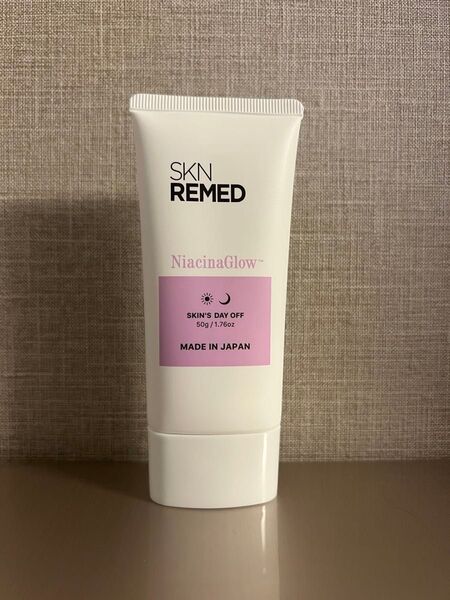 SKN
REMED
NiacinaGlow™
SKIN'S DAY OFF
50g / 1.76oz
MADE IN JAPAN